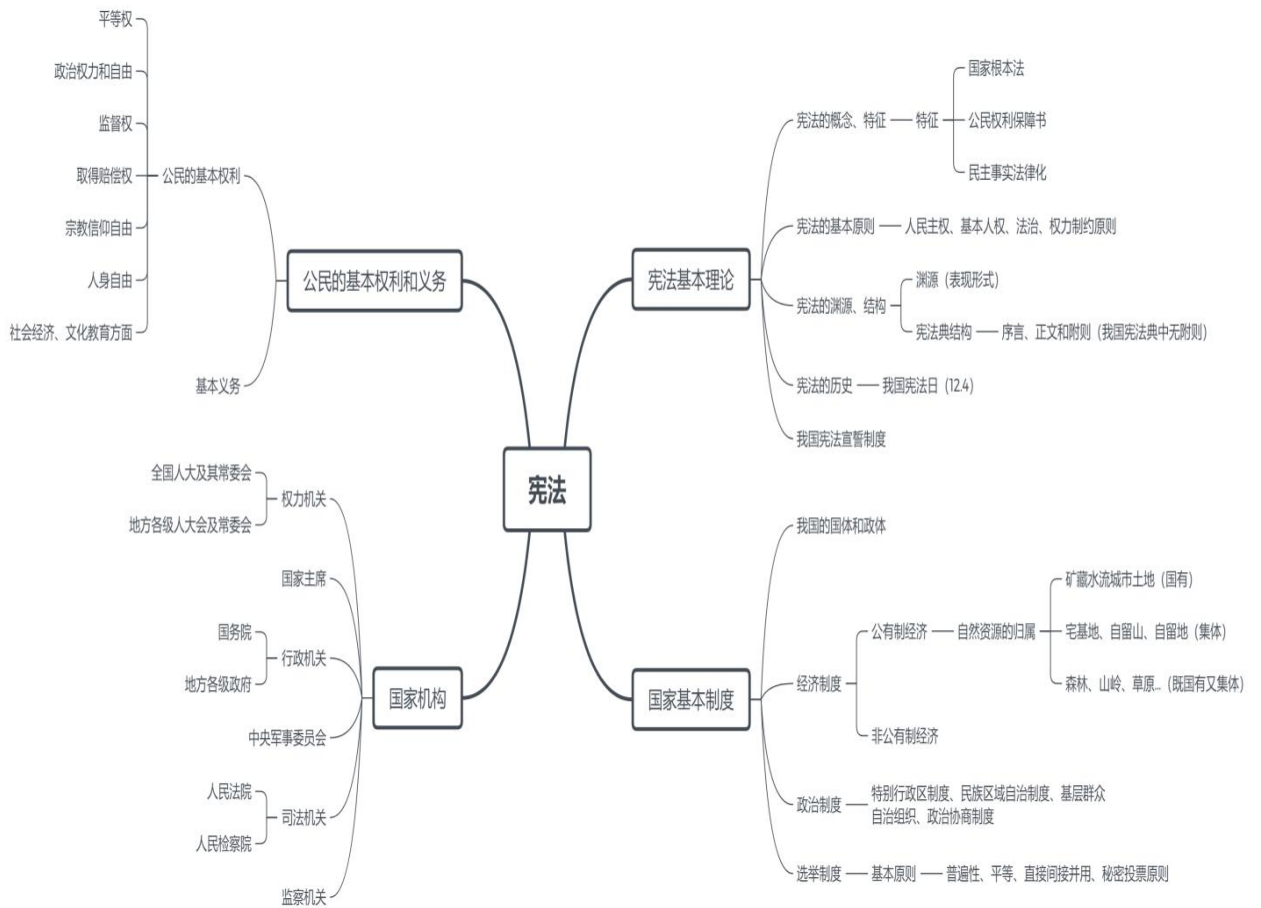 宪法
宪法基本理论
宪法的概念、特征
特征
国家根本法
公民权利保障书
民主事实法律化
宪法的基本原则
人民主权、基本人权、法治、权力制约原则
宪法的渊源、结构
渊源（表现形式）
宪法典结构
序言、正文和附则（我国宪法典中无附则）
宪法的历史
我国宪法日（12.4）
我国宪法宣誓制度
国家基本制度
我国的国体和政体
经济制度
公有制经济
自然资源的归属
矿藏水流城市土地（国有）
宅基地、自留山、自留地（集体）
森林、山岭、草原...（既国有又集体）
非公有制经济
政治制度
特别行政区制度、民族区域自治制度、基层群众
自治组织、政治协商制度
选举制度
基本原则
普遍性、平等、直接间接并用、秘密投票原则
公民的基本权利和义务
公民的基本权利
平等权
政治权力和自由
监督权
取得赔偿权
宗教信仰自由
人身自由
社会经济、文化教育方面
基本义务
国家机构
权力机关
全国人大及其常委会
地方各级人大会及常委会
国家主席
行政机关
国务院
地方各级政府
中央军事委员会
司法机关
人民法院
人民检察院
监察机关